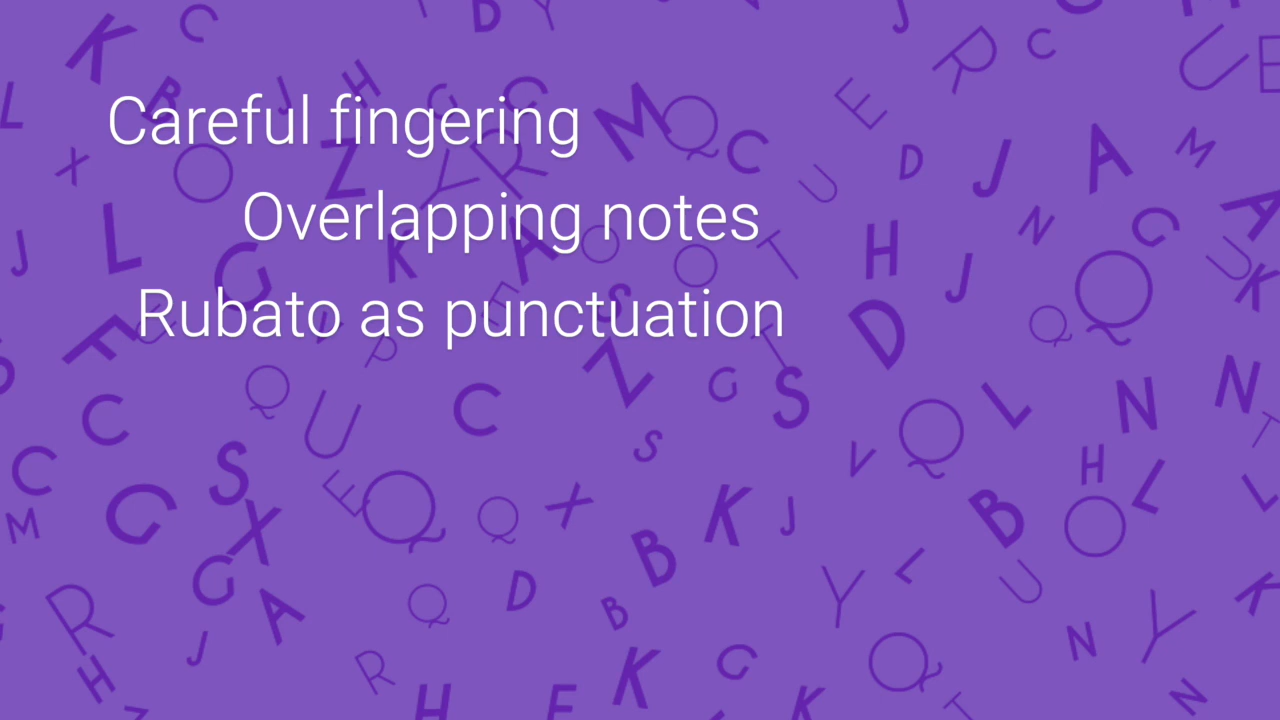 Careful fingering
Overlapping notes
Rubato as punctuation